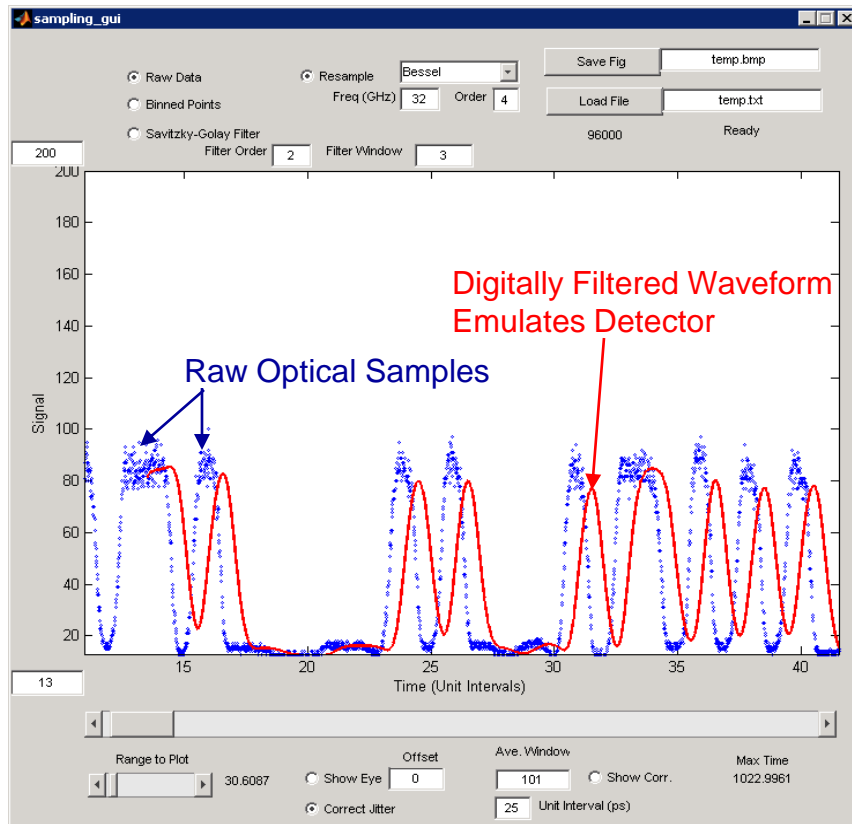 sampling_gui
Raw Data
Binned Points
Savitzky-Golay Filter
Resample
Bessel
Freq (GHz) 32 Order 4
Save Fig temp.bmp
Load File temp.txt
96000 Ready
Filter Order 2 Filter Window 3
200
200
180
160
140
120
100
80
60
40
20
Signal
Digitally Filtered Waveform
Emulates Detector
Raw Optical Samples
15 20 25 30 35 40
Time (Unit Intervals)
13
Range to Plot
30.6087
Show Eye
Offset
0
Correct Jitter
Ave. Window
101
Show Corr.
25 Unit Interval (ps)
Max Time
1022.9961